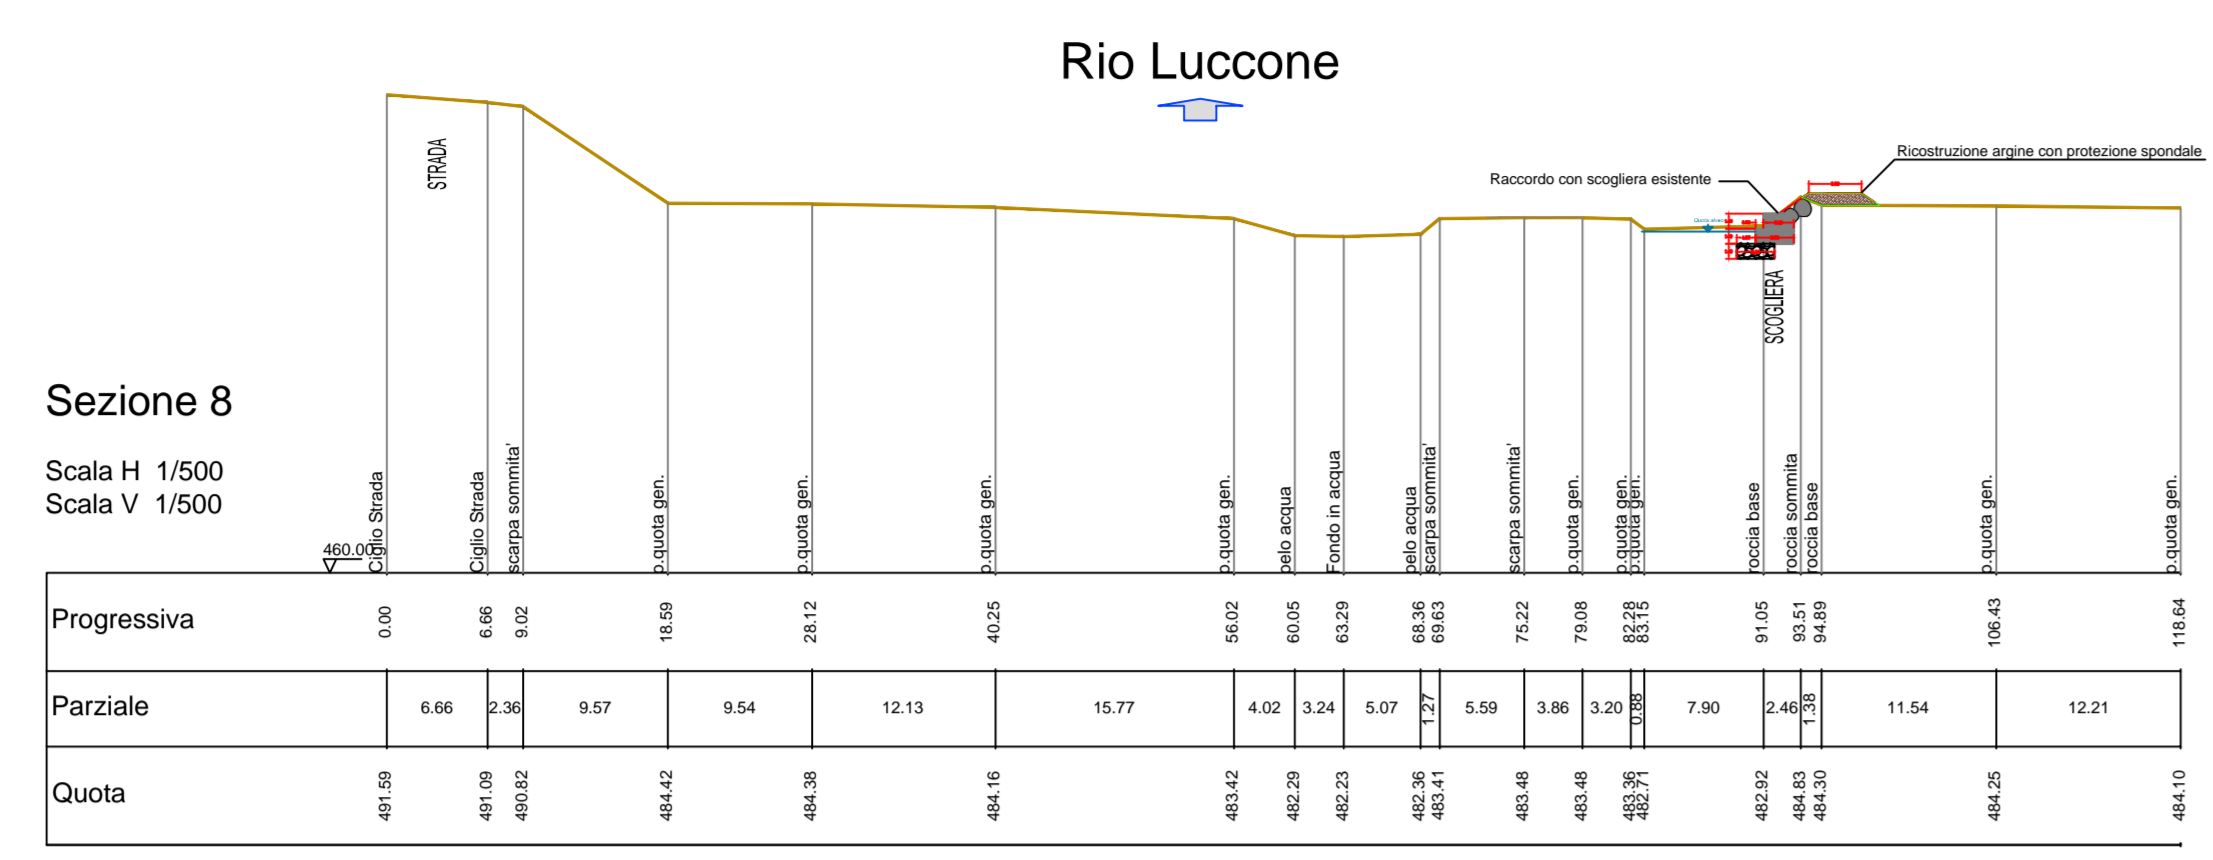 Rio Luccone
STRADA
Ricostruzione argine con protezione spondale
Raccordo con scogliera esistente
SCOGLIERA
Sezione 8
Scala H 1/500
Scala V 1/500
460.00
Ciglio Strada
Ciglio Strada
scarpa sommita'
p.quota gen.
p.quota gen.
p.quota gen.
p.quota gen.
pelo acqua
Fondo in acqua
pelo acqua
scarpa sommita'
scarpa sommita'
p.quota gen.
p.quota gen.
p.quota gen.
roccia base
roccia sommita
roccia base
p.quota gen.
p.quota gen.
Progressiva 0.00 6.66 9.02 18.59 28.12 40.25 56.02 60.05 63.29 68.36 69.63 75.22 79.08 82.28 83.15 91.05 93.51 94.89 106.43 118.64
Parziale 6.66 2.36 9.57 9.54 12.13 15.77 4.02 3.24 5.07 1.27 5.59 3.86 3.20 0.88 7.90 2.46 1.38 11.54 12.21
Quota 491.59 491.09 490.82 484.42 484.38 484.16 483.42 482.29 482.23 482.36 483.41 483.48 483.48 483.36 482.71 482.92 484.83 484.30 484.25 484.10